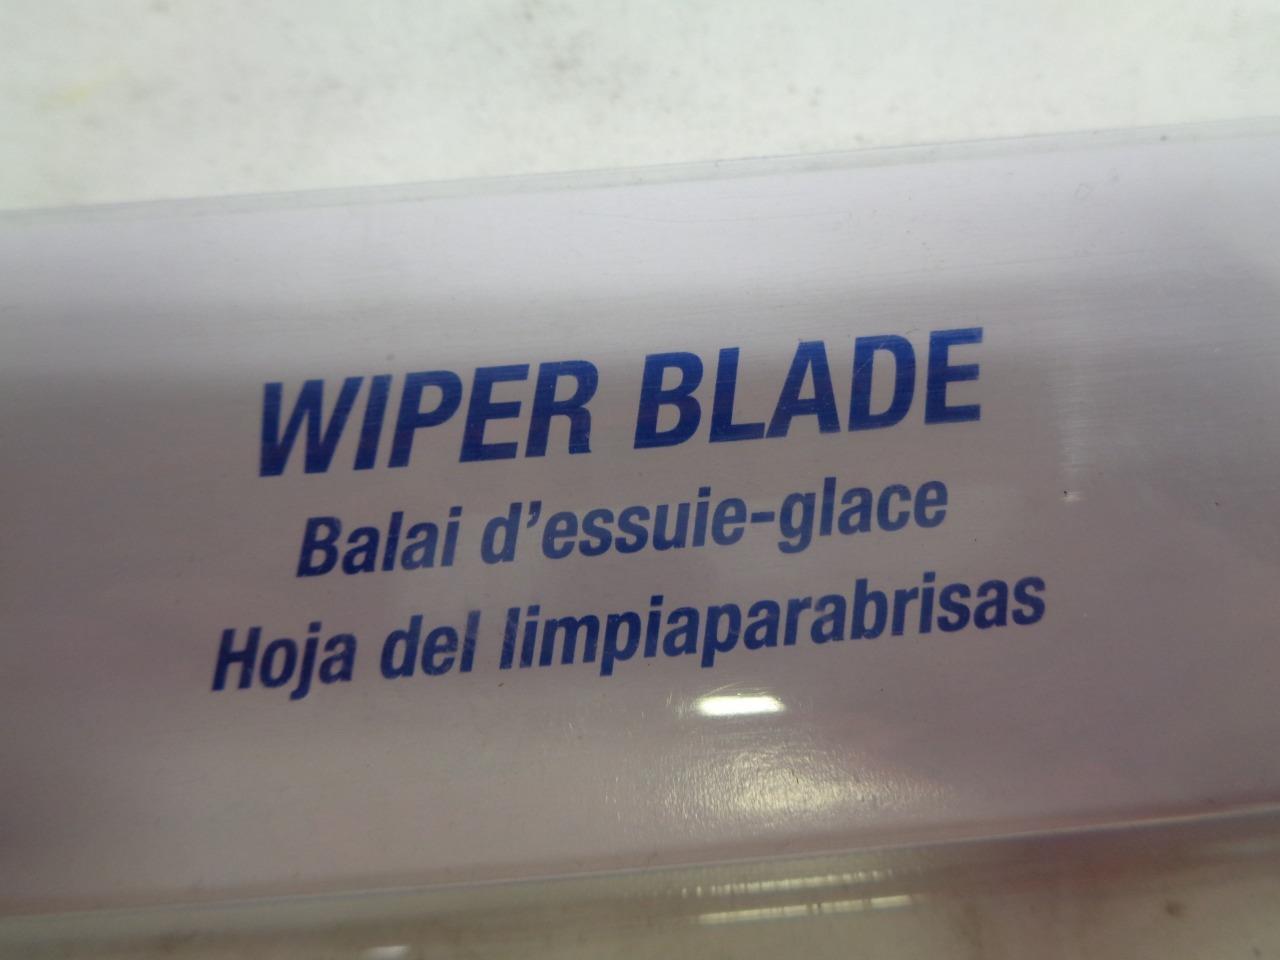 WIPER BLADE
Balai d'essuie-glace
Hoja del limpiaparabrisas